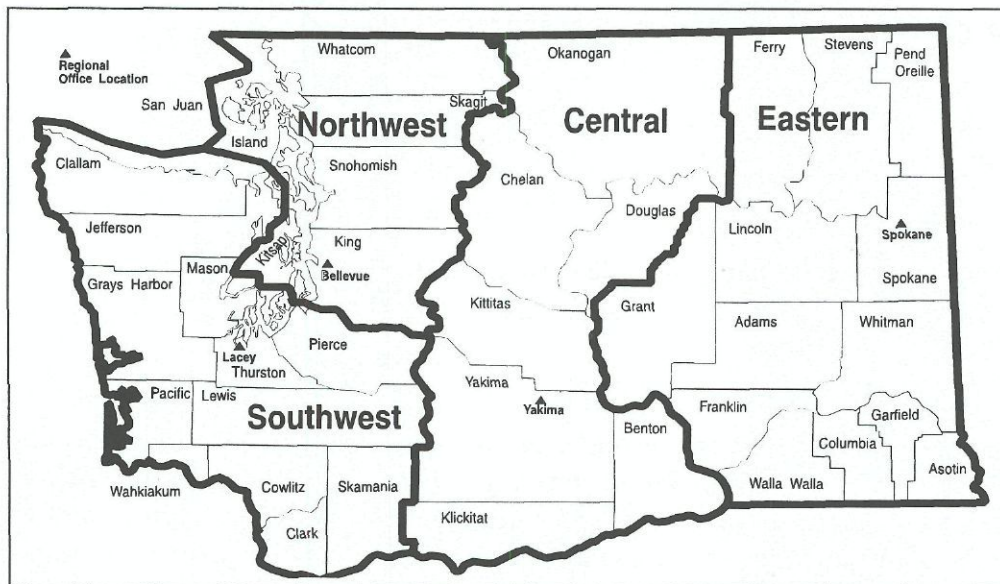 ▲
Regional
Office Location
San Juan
Whatcom
Skagit
Northwest
Island
Snohomish
Clallam
Jefferson
Kitsap
King
▲
Bellevue
Mason
Grays Harbor
Pierce
▲
Lacey
Thurston
Pacific
Lewis
Southwest
Wahkiakum
Cowlitz
Skamania
Clark
Okanogan
Central
Chelan
Douglas
Kittitas
Yakima
▲
Yakima
Benton
Klickitat
Ferry
Stevens
Pend
Oreille
Eastern
Lincoln
▲
Spokane
Spokane
Grant
Adams
Whitman
Franklin
Garfield
Columbia
Walla Walla
Asotin